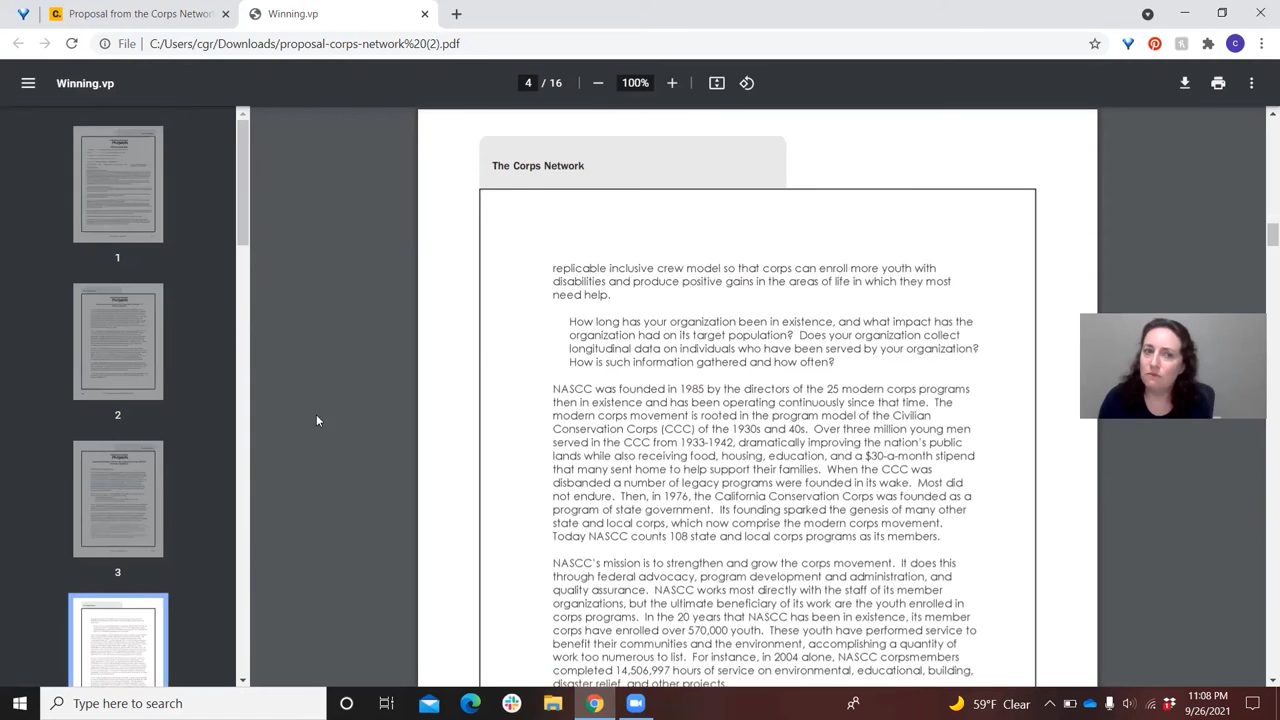 Proposal from the Corps Network
Winning.vp
File
C:/Users/cgr/Downloads/proposal-corps-network%20(2).pdf
C
Winning.vp
4 / 16
100%
1
2
3
The Corps Network
replicable inclusive crew model so that corps can enroll more youth with
disabilities and produce positive gains in the areas of life in which they most
need help.
How long has your organization been in existence, and what impact has the
organization had on its target population? Does your organization collect
longitudinal data on individuals who have been served by your organization?
How is such information gathered and how often?
NASCC was founded in 1985 by the directors of the 25 modern corps programs
then in existence and has been operating continuously since that time. The
modern corps movement is rooted in the program model of the Civilian
Conservation Corps (CCC) of the 1930s and 40s. Over three million young men
served in the CCC from 1933-1942, dramatically improving the nation's public
lands while also receiving food, housing, education, and a $30-a-month stipend
that many sent home to help support their families. When the CCC was
disbanded a number of legacy programs were founded in its wake. Most did
not endure. Then, in 1976, the California Conservation Corps was founded as a
program of state government. Its founding sparked the genesis of many other
state and local corps, which now comprise the modern corps movement.
Today NASCC counts 108 state and local corps programs as its members.
NASCC's mission is to strengthen and grow the corps movement. It does this
through federal advocacy, program development and administration, and
quality assurance. NASCC works most directly with the staff of its member
organizations, but the ultimate beneficiary of its work are the youth enrolled in
corps programs. In the 20 years that NASCC has been in existence, its member
corps have enrolled over 570,000 youth. These youth have performed service to
benefit their communities and the environment, accomplishing a quantity of
work too numerous to list. For instance, in 2004 alone, NASCC corpsmembers
completed 14,506,997 hours of service on environmental, educational, building,
disaster relief, and other projects.
Type here to search
59°F Clear
11:08 PM
9/26/2021